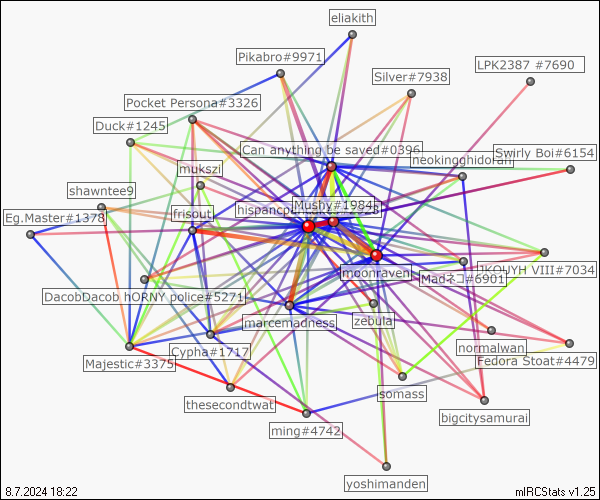 eliakith
Pikabro#9971
LPK2387 #7690
Silver#7938
Pocket Persona#3326
Duck#1245
Can anything be saved#0396
neokingghidorah
Swirly Boi#6154
mukszi
shawntee9
Mushy#1984
Eg.Master#1378
frisout
moonraven
VIII#7034
Madネコ#6901
DacobDacob hORNY police#5271
marcemadness
zebula
normalwan
Majestic#3375
Cypha#1717
Fedora Stoat#4479
thesecondtwat
somass
ming#4742
bigcitysamurai
yoshimanden
8.7.2024 18:22
mIRCStats v1.25